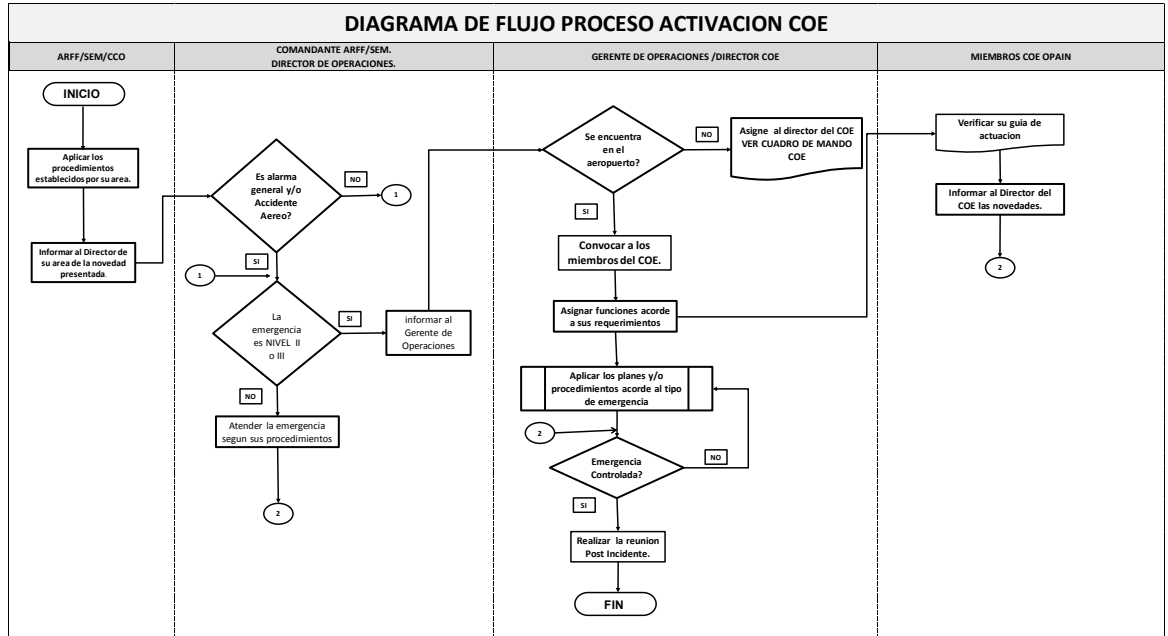 DIAGRAMA DE FLUJO PROCESO ACTIVACION COE
ARFF/SEM/CCO
COMANDANTE ARFF/SEM.
DIRECTOR DE OPERACIONES.
GERENTE DE OPERACIONES /DIRECTOR COE
MIEMBROS COE OPAIN
INICIO
Aplicar los
procedimientos
establecidos por su area.
Informar al Director de
su area de la novedad
presentada.
Es alarma
general y/o
Accidente
Aereo?
NO
1
SI
1
La
emergencia
es NIVEL II
o III
SI
informar al
Gerente de
Operaciones
NO
Atender la emergencia
segun sus procedimientos
2
Se encuentra
en el
aeropuerto?
NO
Asigne al director del COE
VER CUADRO DE MANDO
COE
SI
Convocar a los
miembros del COE.
Asignar funciones acorde
a sus requerimientos
Aplicar los planes y/o
procedimientos acorde al tipo
de emergencia
2
Emergencia
Controlada?
NO
SI
Realizar la reunion
Post Incidente.
FIN
Verificar su guia de
actuacion
Informar al Director del
COE las novedades.
2